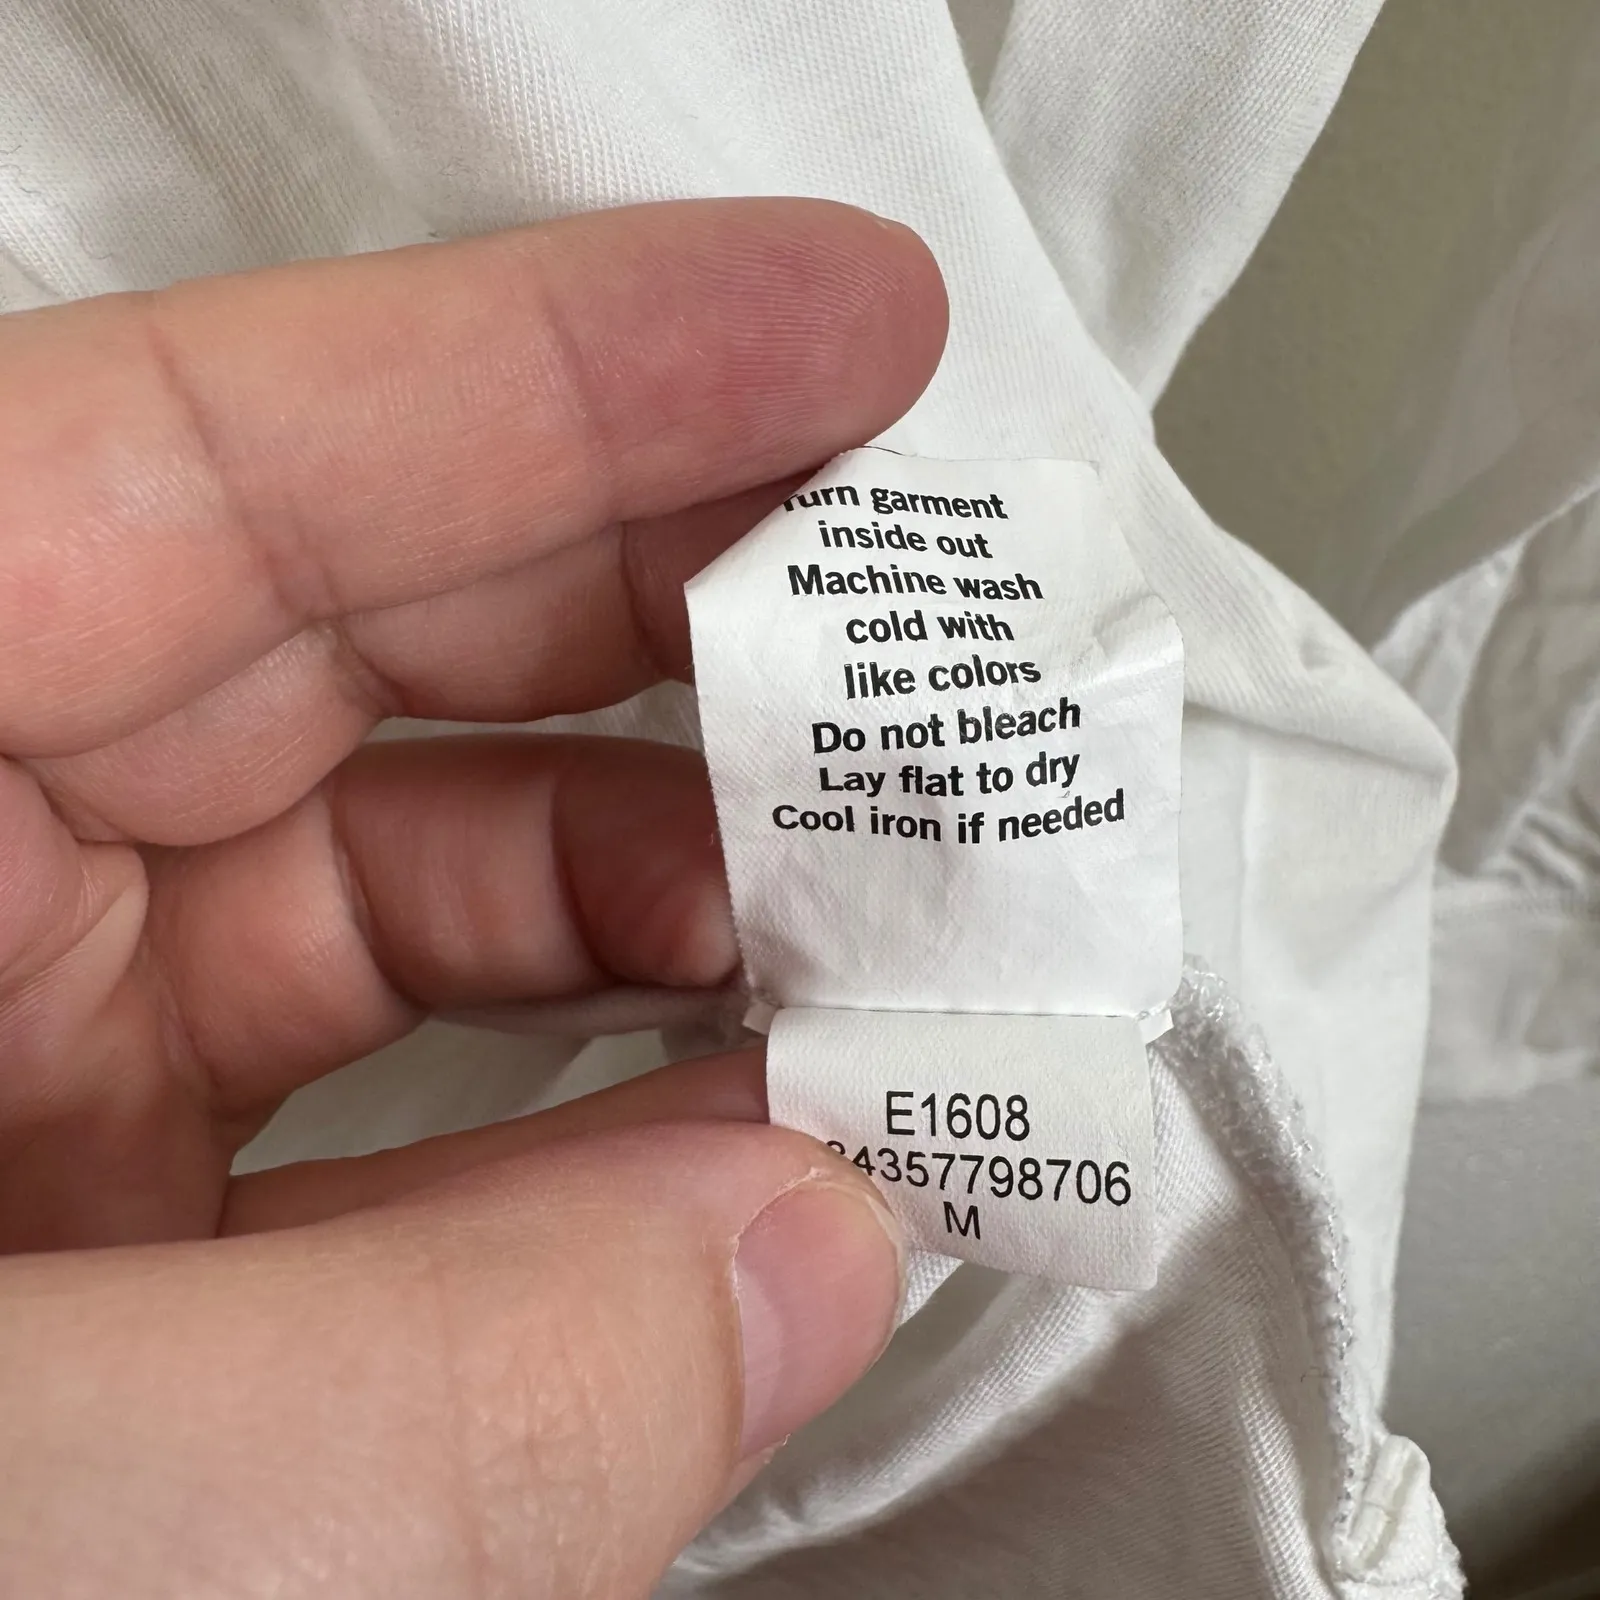 Turn garment
inside out
Machine wash
cold with
like colors
Do not bleach
Lay flat to dry
Cool iron if needed
E1608
4357798706
M